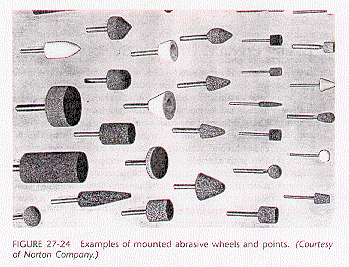 FIGURE 27-24 Examples of mounted abrasive wheels and points. (Courtesy
of Norton Company.)